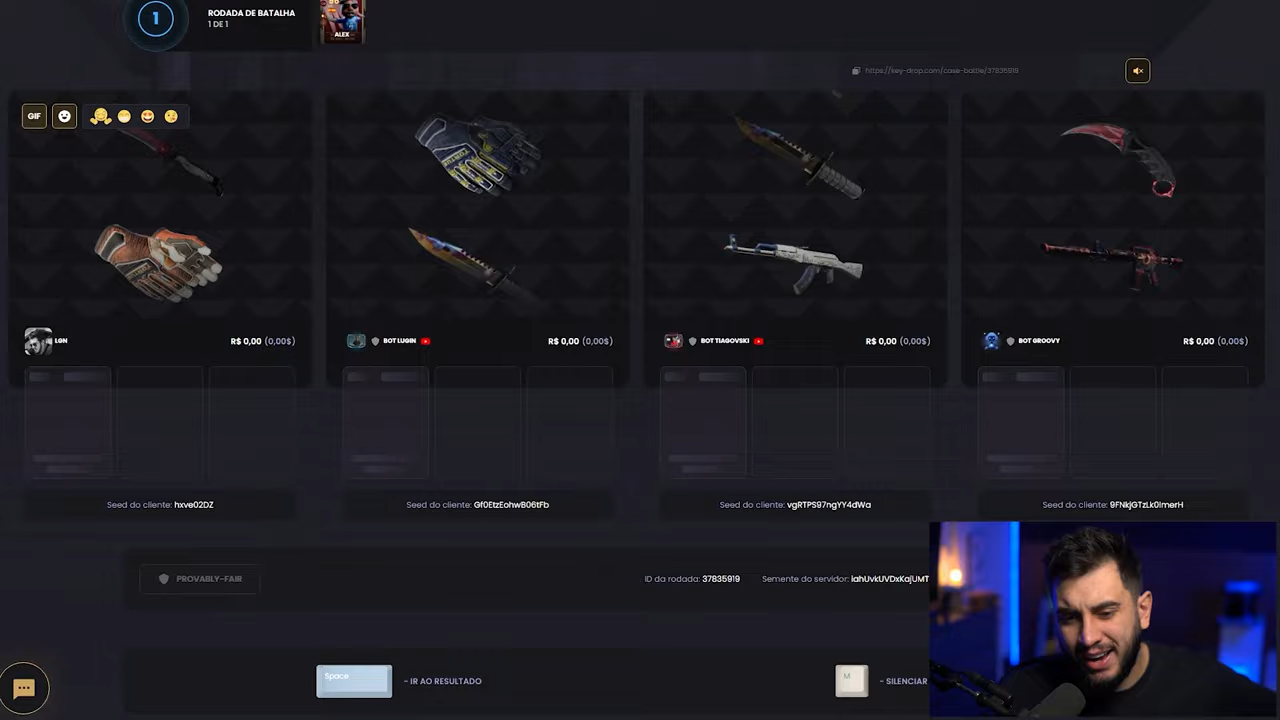 1
RODADA DE BATALHA
1 DE 1
ALEX
https://key-drop.com/case-battle/37835919
GIF
LGN
R$ 0,00 (0,00$)
BOT LUGIN
R$ 0,00 (0,00$)
BOT TIAGOVSKI
R$ 0,00 (0,00$)
BOT GROOVY
R$ 0,00 (0,00$)
Seed do cliente: hxve02DZ
Seed do cliente: Gf0EtzEohwB06tFb
Seed do cliente: vgRTPS97ngYY4dWa
Seed do cliente: 9FNkjGTzLk0ImerH
PROVABLY-FAIR
ID da rodada: 37835919
Semente do servidor: iahUvkUVDxKajUMT
Space
- IR AO RESULTADO
M
- SILENCIAR